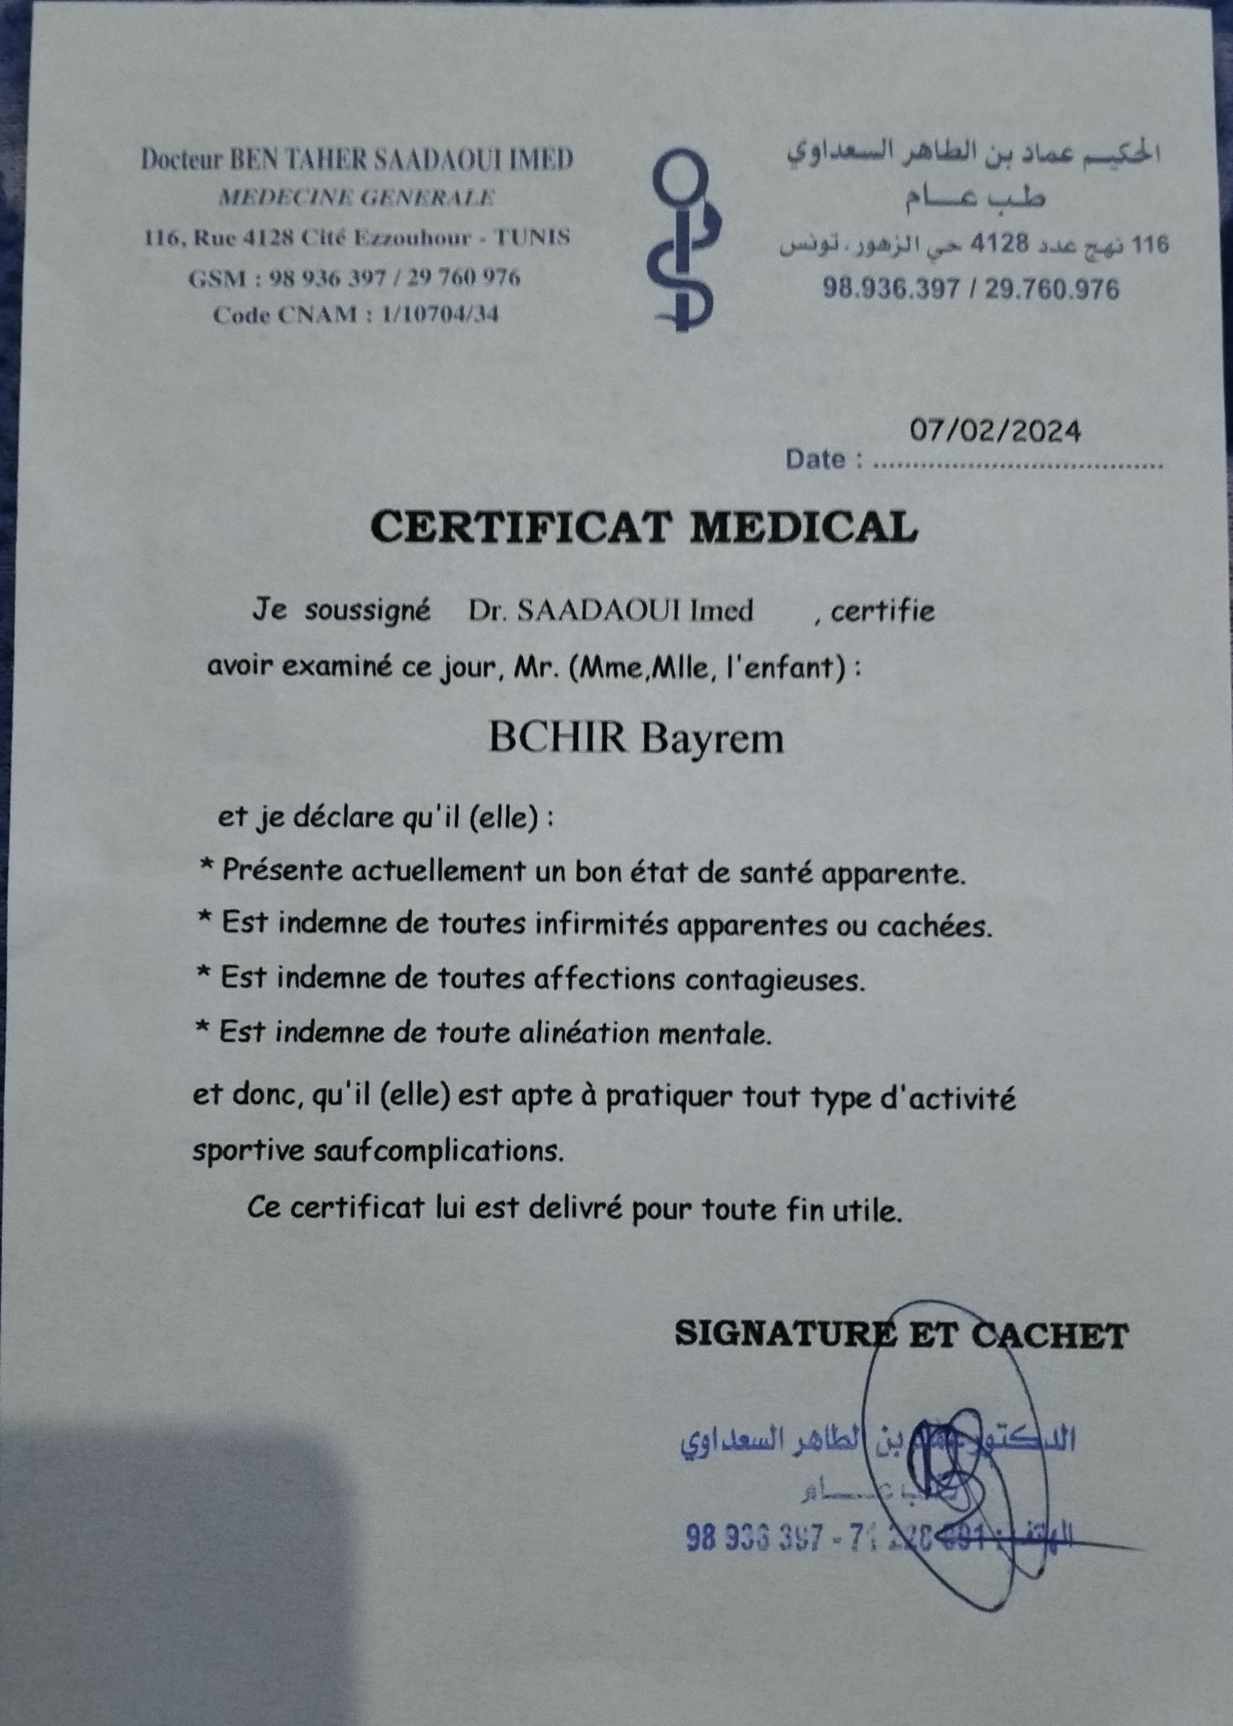 Docteur BEN TAHER SAADAOUI IMED
MEDECINE GENERALE
116, Rue 4128 Cité Ezzouhour - TUNIS
GSM : 98 936 397 / 29 760 976
Code CNAM : 1/10704/34
الحكيم عماد بن الطاهر السعداوي
طب عام
116 نهج عدد 4128 حي الزهور. تونس
98.936.397 / 29.760.976
07/02/2024
Date :
CERTIFICAT MEDICAL
Je soussigné Dr. SAADAOUI Imed , certifie
avoir examiné ce jour, Mr. (Mme,Mlle, l'enfant) :
BCHIR Bayrem
et je déclare qu'il (elle) :
* Présente actuellement un bon état de santé apparente.
* Est indemne de toutes infirmités apparentes ou cachées.
* Est indemne de toutes affections contagieuses.
* Est indemne de toute alinéation mentale.
et donc, qu'il (elle) est apte à pratiquer tout type d'activité
sportive saufcomplications.
Ce certificat lui est delivré pour toute fin utile.
SIGNATURE ET CACHET
الدكتور بن الطاهر السعداوي
طب عام
الهاتف : 98 936 397 - 71